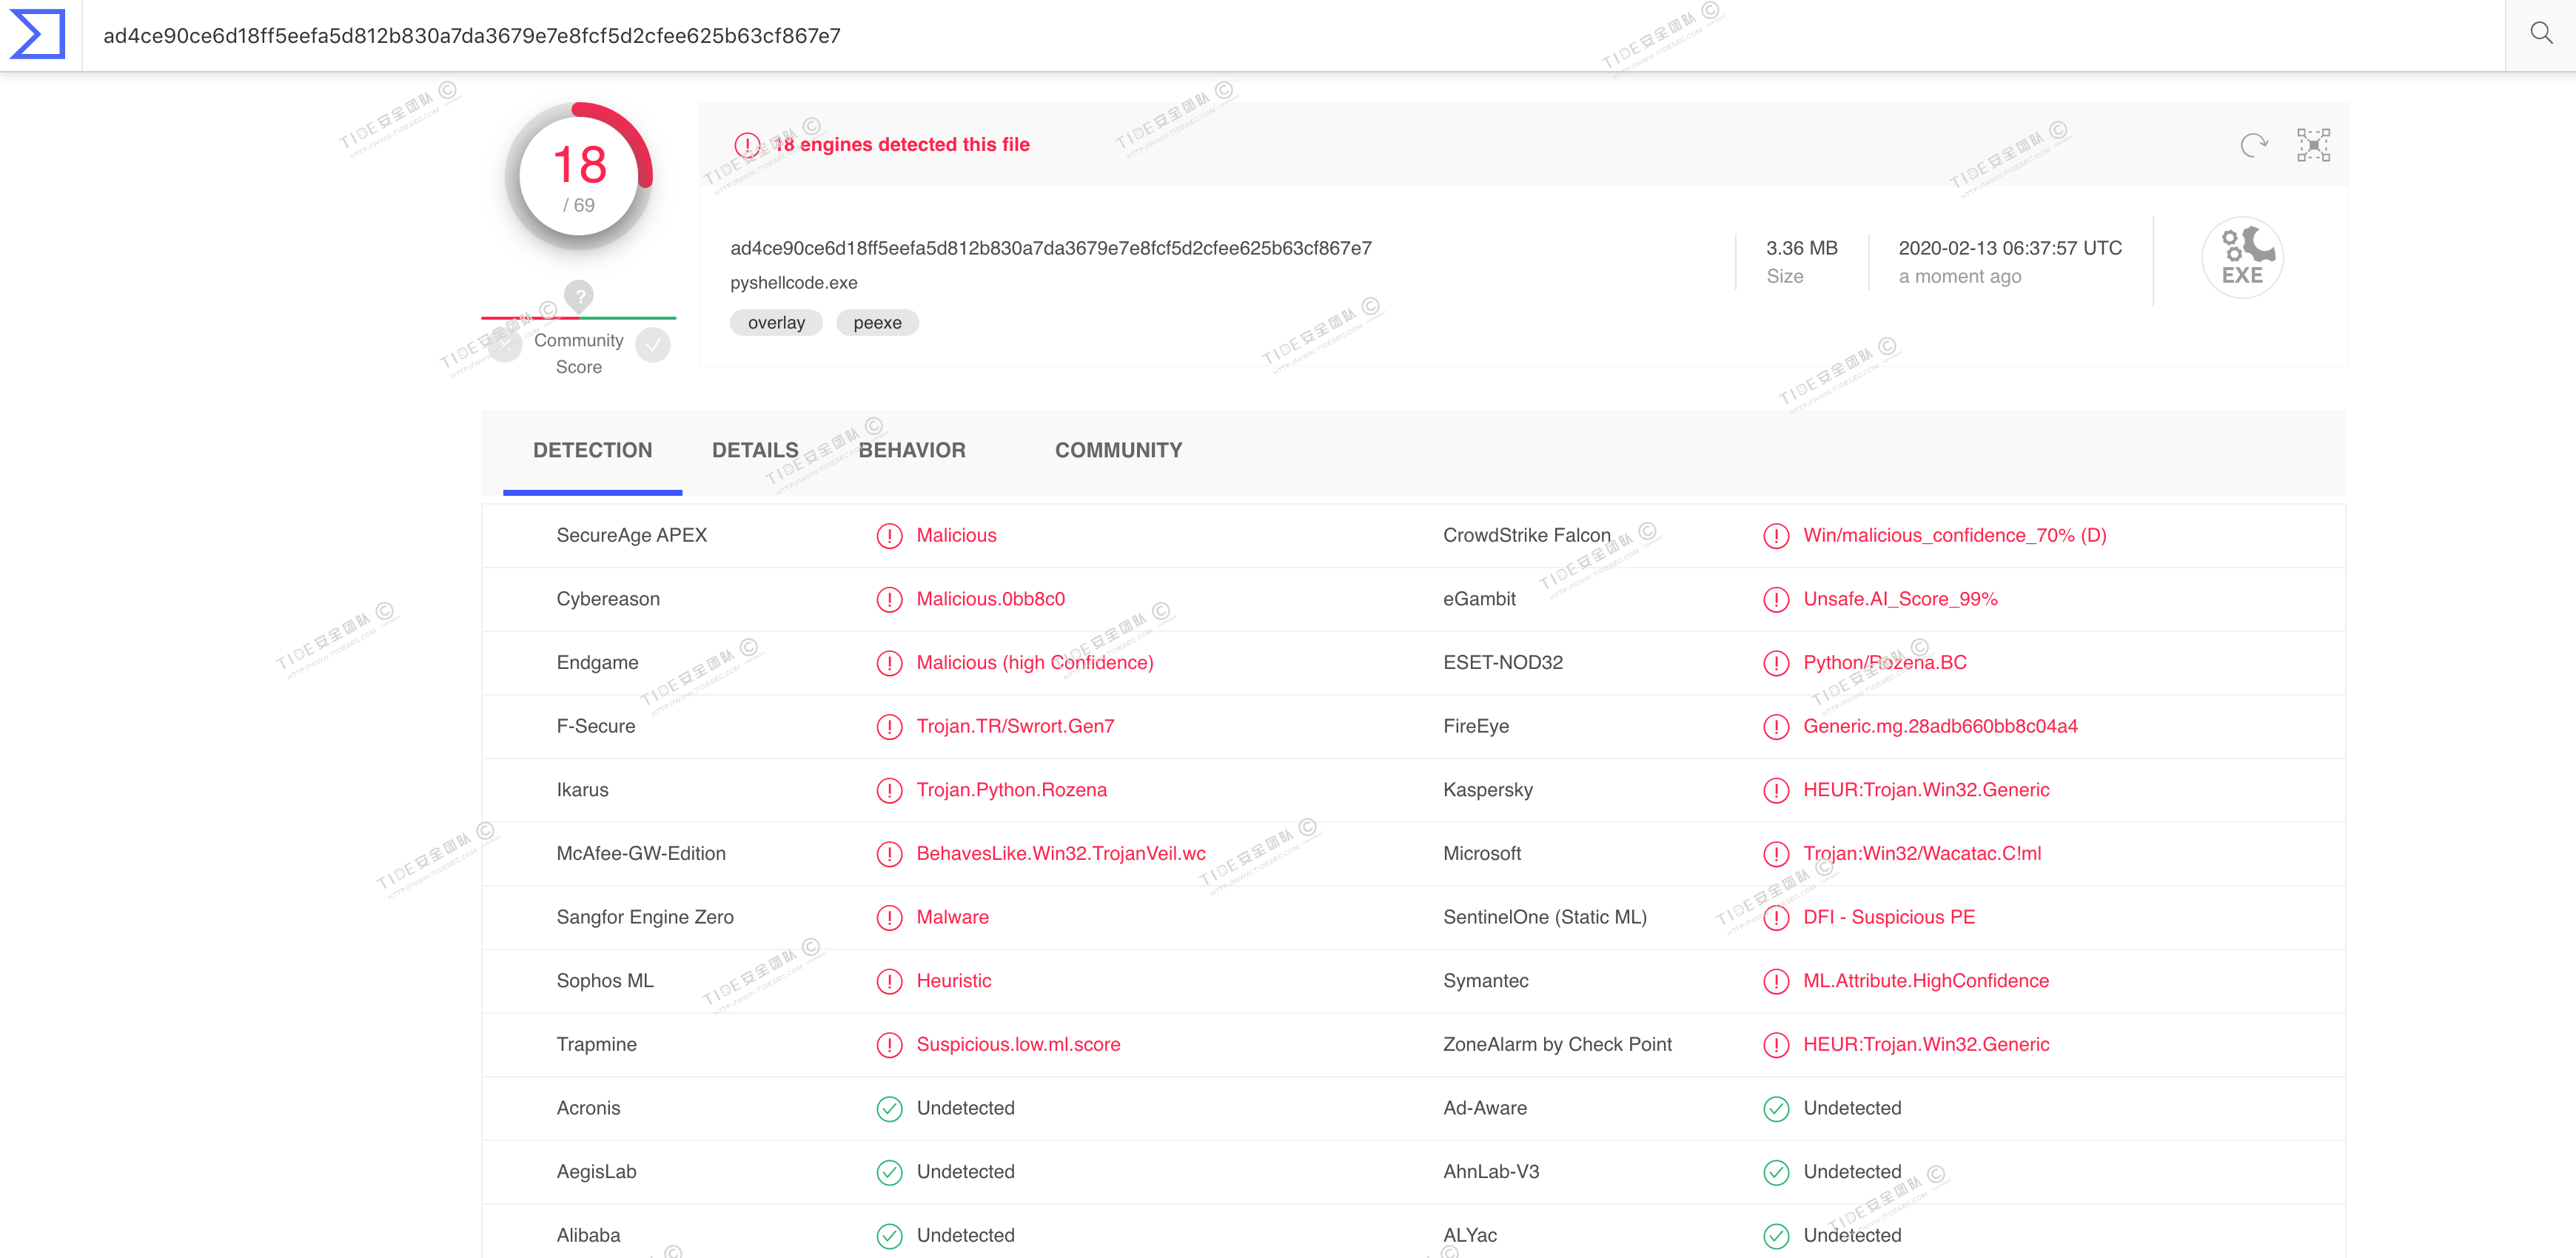 ad4ce90ce6d18ff5eefa5d812b830a7da3679e7e8fcf5d2cfee625b63cf867e7
18
/ 69
?
Community
Score
18 engines detected this file
ad4ce90ce6d18ff5eefa5d812b830a7da3679e7e8fcf5d2cfee625b63cf867e7
pyshellcode.exe
overlay peexe
3.36 MB
Size
2020-02-13 06:37:57 UTC
a moment ago
EXE
DETECTION DETAILS BEHAVIOR COMMUNITY
SecureAge APEX Malicious CrowdStrike Falcon Win/malicious_confidence_70% (D)
Cybereason Malicious.0bb8c0 eGambit Unsafe.AI_Score_99%
Endgame Malicious (high Confidence) ESET-NOD32 Python/Rozena.BC
F-Secure Trojan.TR/Swrort.Gen7 FireEye Generic.mg.28adb660bb8c04a4
Ikarus Trojan.Python.Rozena Kaspersky HEUR:Trojan.Win32.Generic
McAfee-GW-Edition BehavesLike.Win32.TrojanVeil.wc Microsoft Trojan:Win32/Wacatac.C!ml
Sangfor Engine Zero Malware SentinelOne (Static ML) DFI - Suspicious PE
Sophos ML Heuristic Symantec ML.Attribute.HighConfidence
Trapmine Suspicious.low.ml.score ZoneAlarm by Check Point HEUR:Trojan.Win32.Generic
Acronis Undetected Ad-Aware Undetected
AegisLab Undetected AhnLab-V3 Undetected
Alibaba Undetected ALYac Undetected
TIDE安全团队 ©
HTTP://WWW.TIDESEC.COM